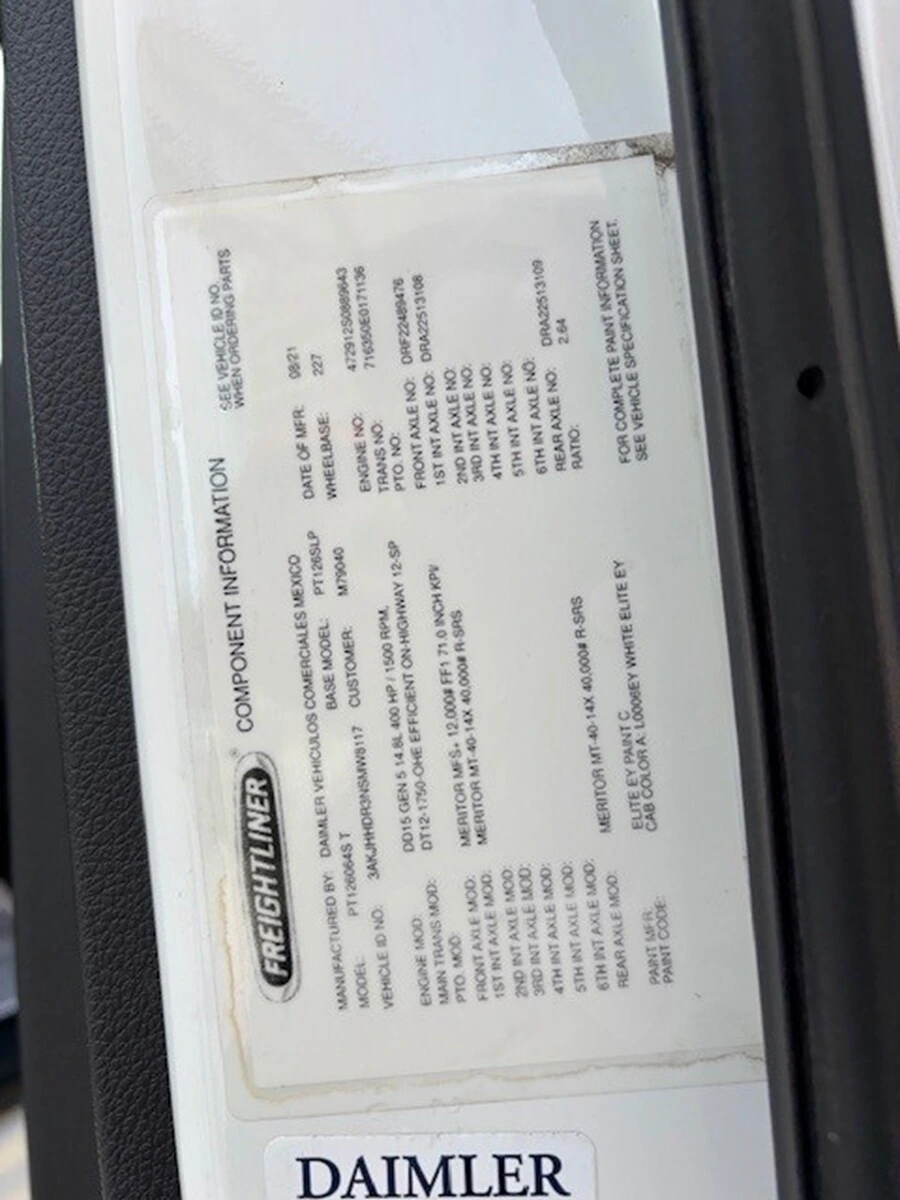 FREIGHTLINER® COMPONENT INFORMATION SEE VEHICLE ID NO.
WHEN ORDERING PARTS
MANUFACTURED BY: DAIMLER VEHICULOS COMERCIALES MEXICO DATE OF MFR: 08/21
MODEL: PT126064S T BASE MODEL: PT126SLP WHEELBASE: 227
VEHICLE ID NO: 3AKJHHDR3NSMW8117 CUSTOMER: M79040
ENGINE MOD: DD15 GEN 5 14.8L 400 HP / 1500 RPM, ENGINE NO: 472912S0889643
MAIN TRANS MOD: DT12-1750-OHE EFFICIENT ON-HIGHWAY 12-SP TRANS NO: 716350E0171136
PTO. MOD: PTO. NO:
FRONT AXLE MOD: MERITOR MFS+ 12,000# FF1 71.0 INCH KPI/ FRONT AXLE NO: DRF22489476
1ST INT AXLE MOD: MERITOR MT-40-14X 40,000# R-SRS 1ST INT AXLE NO: DRA22513108
2ND INT AXLE MOD: 2ND INT AXLE NO:
3RD INT AXLE MOD: 3RD INT AXLE NO:
4TH INT AXLE MOD: 4TH INT AXLE NO:
5TH INT AXLE MOD: 5TH INT AXLE NO:
6TH INT AXLE MOD: 6TH INT AXLE NO:
REAR AXLE MOD: MERITOR MT-40-14X 40,000# R-SRS REAR AXLE NO: DRA22513109
RATIO: 2.64
PAINT MFR: ELITE EY PAINT C FOR COMPLETE PAINT INFORMATION
PAINT CODE: CAB COLOR A: L0006EY WHITE ELITE EY SEE VEHICLE SPECIFICATION SHEET.
DAIMLER